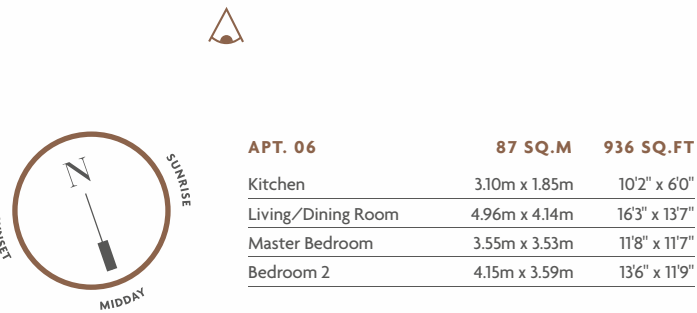 N
SUNRISE
MIDDAY
APT. 06 87 SQ.M 936 SQ.FT
Kitchen 3.10m x 1.85m 10'2" x 6'0"
Living/Dining Room 4.96m x 4.14m 16'3" x 13'7"
Master Bedroom 3.55m x 3.53m 11'8" x 11'7"
Bedroom 2 4.15m x 3.59m 13'6" x 11'9"